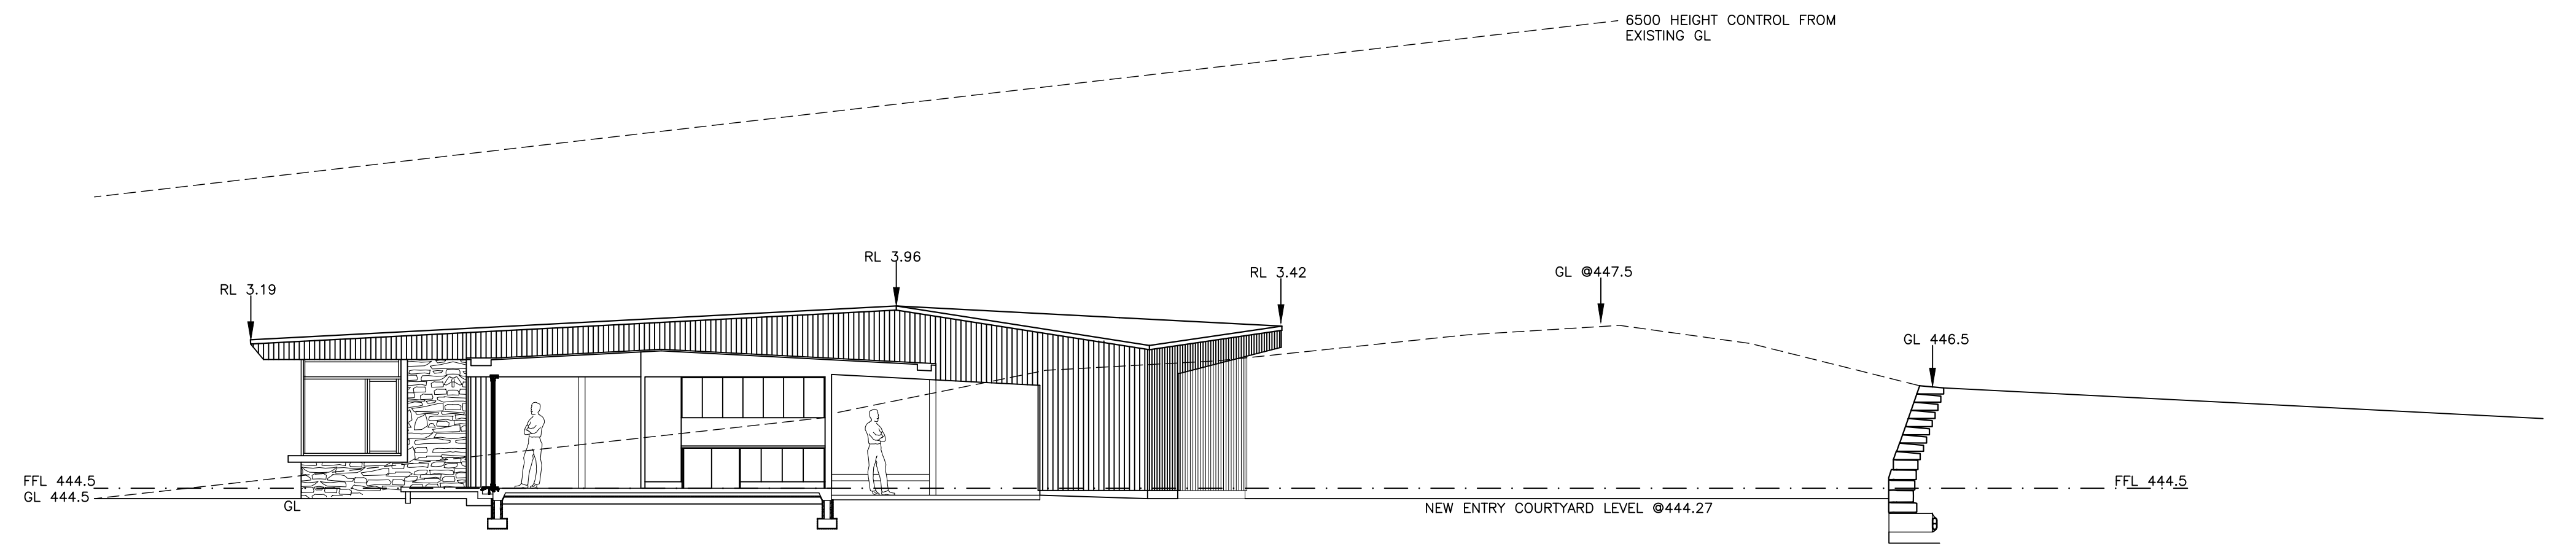 6500 HEIGHT CONTROL FROM
EXISTING GL
RL 3.96
RL 3.42
GL @447.5
RL 3.19
GL 446.5
FFL 444.5
GL 444.5
GL
FFL 444.5
NEW ENTRY COURTYARD LEVEL @444.27